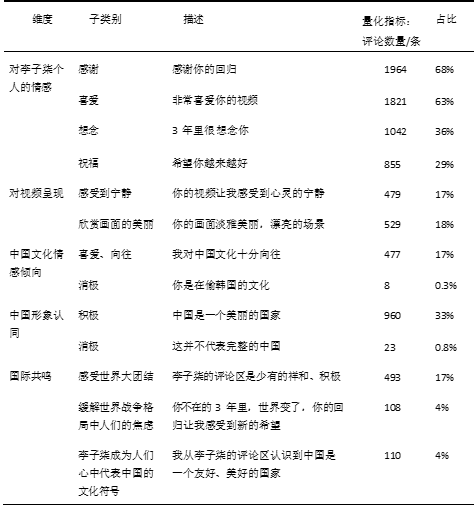 维度 子类别 描述 量化指标： 占比
评论数量/条
对李子柒个 感谢 感谢你的回归 1964 68%
人的情感
喜爱 非常喜爱你的视频 1821 63%
想念 3 年里很想念你 1042 36%
祝福 希望你越来越好 855 29%
对视频呈现 感受到宁静 你的视频让我感受到心灵的宁静 479 17%
欣赏画面的美丽 你的画面淡雅美丽，漂亮的场景 529 18%
中国文化情 喜爱、向往 我对中国文化十分向往 477 17%
感倾向
消极 你是在偷韩国的文化 8 0.3%
中国形象认 积极 中国是一个美丽的国家 960 33%
同
消极 这并不代表完整的中国 23 0.8%
国际共鸣 感受世界大团结 李子柒的评论区是少有的祥和、积极 493 17%
缓解世界战争格 你不在的 3 年里，世界变了，你的回 108 4%
局中人们的焦虑 归让我感受到新的希望
李子柒成为人们 我从李子柒的评论区认识到中国是 110 4%
心中代表中国的 一个友好、美好的国家
文化符号